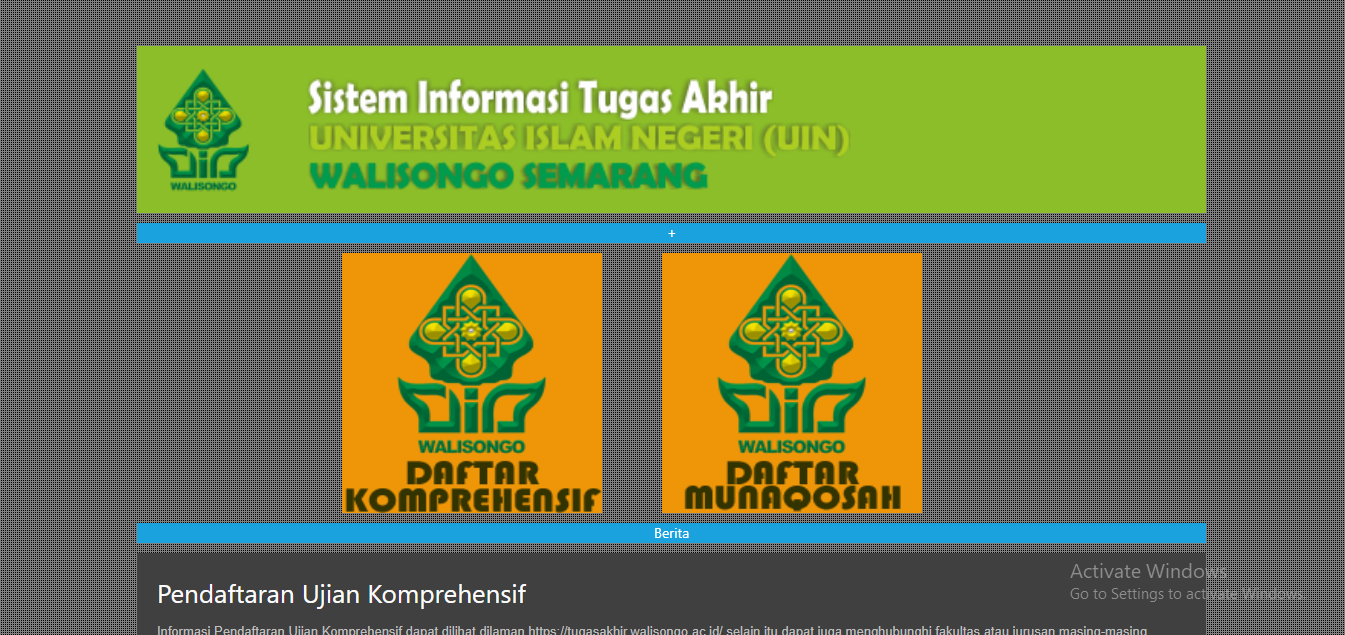 WALISONGO
Sistem Informasi Tugas Akhir
UNIVERSITAS ISLAM NEGERI (UIN)
WALISONGO SEMARANG
+
WALISONGO
DAFTAR
KOMPREHENSIF
WALISONGO
DAFTAR
MUNAQOSAH
Berita
Pendaftaran Ujian Komprehensif
Informasi Pendaftaran Ujian Komprehensif dapat dilihat dilaman https://tugasakhir.walisongo.ac.id/ selain itu dapat juga menghubunghi fakultas atau jurusan masing-masing
Activate Windows
Go to Settings to activate Windows.